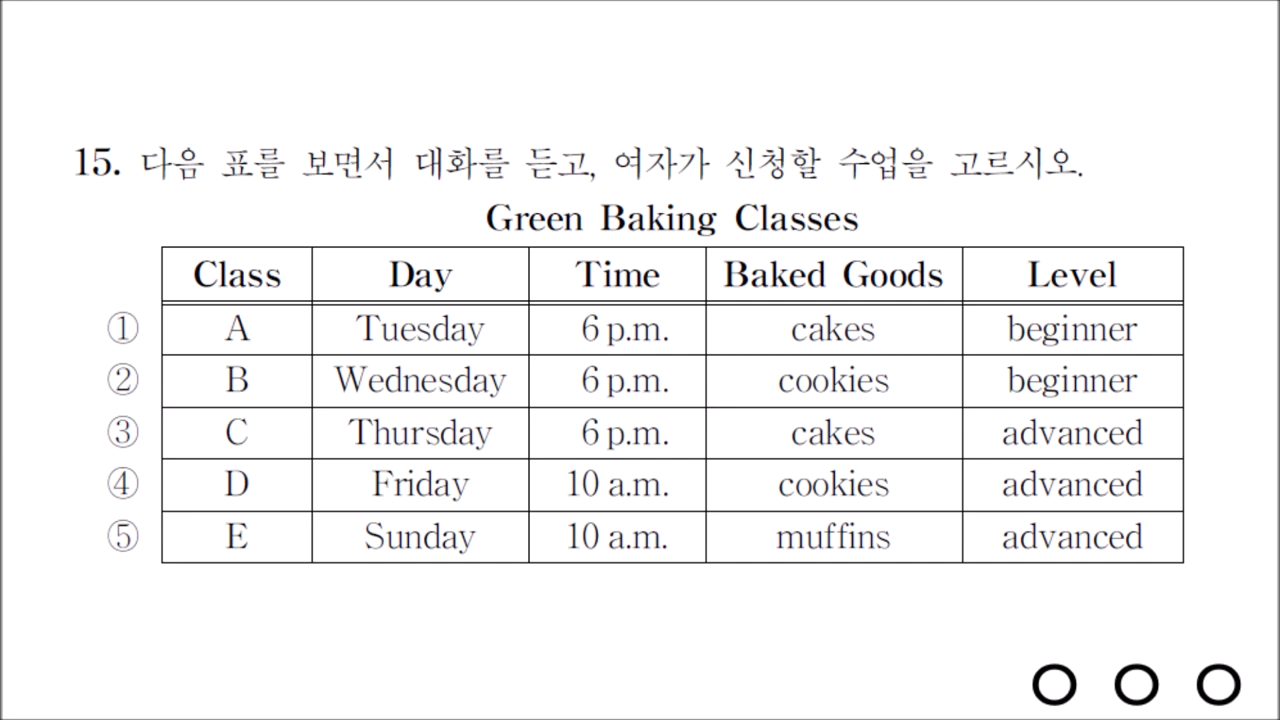 15. 다음 표를 보면서 대화를 듣고, 여자가 신청할 수업을 고르시오.
Green Baking Classes
Class Day Time Baked Goods Level
① A Tuesday 6 p.m. cakes beginner
② B Wednesday 6 p.m. cookies beginner
③ C Thursday 6 p.m. cakes advanced
④ D Friday 10 a.m. cookies advanced
⑤ E Sunday 10 a.m. muffins advanced